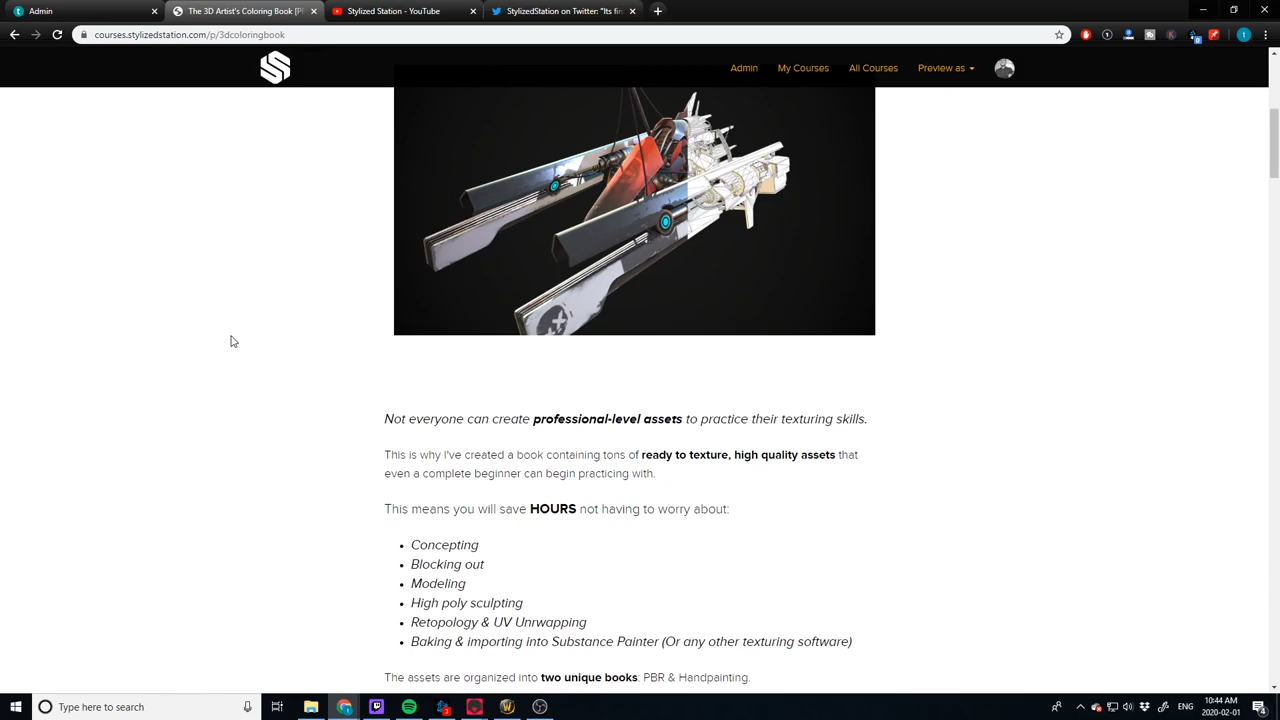 Admin
The 3D Artist's Coloring Book [P
Stylized Station - YouTube
StylizedStation on Twitter: "Its fir
courses.stylizedstation.com/p/3dcoloringbook
Admin
My Courses
All Courses
Preview as
Not everyone can create professional-level assets to practice their texturing skills.
This is why I've created a book containing tons of ready to texture, high quality assets that
even a complete beginner can begin practicing with.
This means you will save HOURS not having to worry about:
Concepting
Blocking out
Modeling
High poly sculpting
Retopology & UV Unrwapping
Baking & importing into Substance Painter (Or any other texturing software)
The assets are organized into two unique books: PBR & Handpainting.
Type here to search
ENG
10:44 AM
2020-02-01